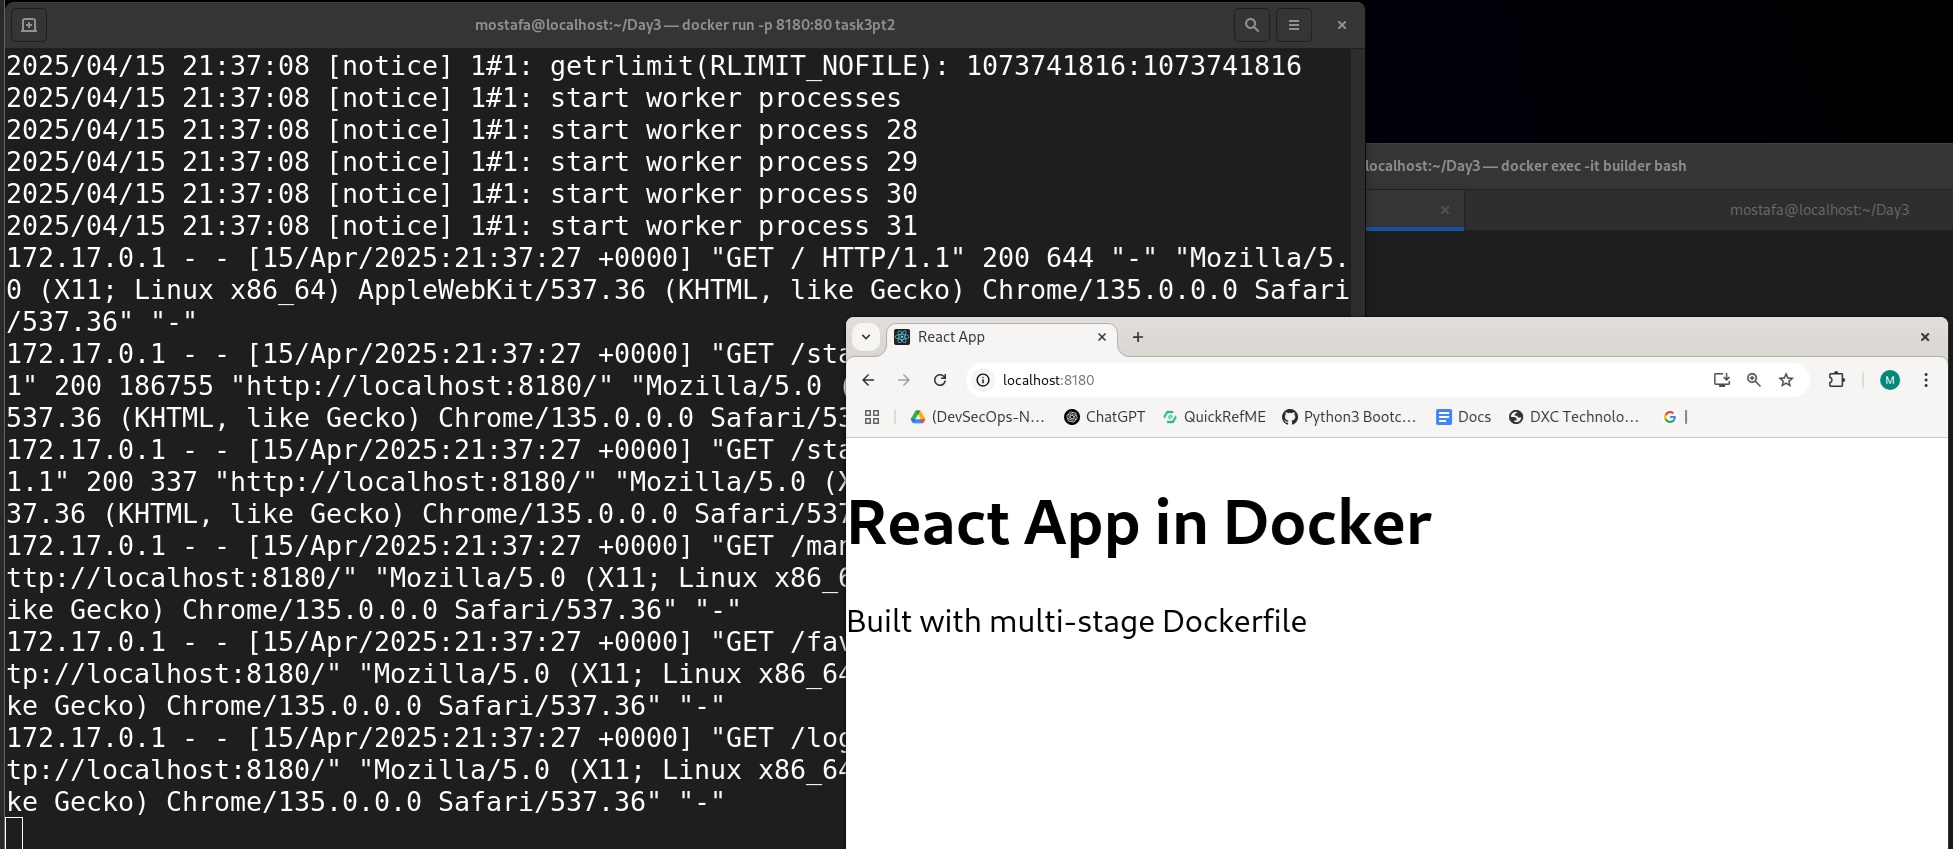 mostafa@localhost:~/Day3 — docker run -p 8180:80 task3pt2
2025/04/15 21:37:08 [notice] 1#1: getrlimit(RLIMIT_NOFILE): 1073741816:1073741816
2025/04/15 21:37:08 [notice] 1#1: start worker processes
2025/04/15 21:37:08 [notice] 1#1: start worker process 28
2025/04/15 21:37:08 [notice] 1#1: start worker process 29
2025/04/15 21:37:08 [notice] 1#1: start worker process 30
2025/04/15 21:37:08 [notice] 1#1: start worker process 31
172.17.0.1 - - [15/Apr/2025:21:37:27 +0000] "GET / HTTP/1.1" 200 644 "-" "Mozilla/5.
0 (X11; Linux x86_64) AppleWebKit/537.36 (KHTML, like Gecko) Chrome/135.0.0.0 Safari
/537.36" "-"
172.17.0.1 - - [15/Apr/2025:21:37:27 +0000] "GET /sta
1" 200 186755 "http://localhost:8180/" "Mozilla/5.0 (
537.36 (KHTML, like Gecko) Chrome/135.0.0.0 Safari/53
172.17.0.1 - - [15/Apr/2025:21:37:27 +0000] "GET /sta
1.1" 200 337 "http://localhost:8180/" "Mozilla/5.0 (X
37.36 (KHTML, like Gecko) Chrome/135.0.0.0 Safari/537
172.17.0.1 - - [15/Apr/2025:21:37:27 +0000] "GET /man
ttp://localhost:8180/" "Mozilla/5.0 (X11; Linux x86_6
ike Gecko) Chrome/135.0.0.0 Safari/537.36" "-"
172.17.0.1 - - [15/Apr/2025:21:37:27 +0000] "GET /fav
tp://localhost:8180/" "Mozilla/5.0 (X11; Linux x86_64
ke Gecko) Chrome/135.0.0.0 Safari/537.36" "-"
172.17.0.1 - - [15/Apr/2025:21:37:27 +0000] "GET /log
tp://localhost:8180/" "Mozilla/5.0 (X11; Linux x86_64
ke Gecko) Chrome/135.0.0.0 Safari/537.36" "-"
localhost:~/Day3 — docker exec -it builder bash
mostafa@localhost:~/Day3
React App
localhost:8180
M
(DevSecOps-N... ChatGPT QuickRefME Python3 Bootc... Docs DXC Technolo... |
React App in Docker
Built with multi-stage Dockerfile